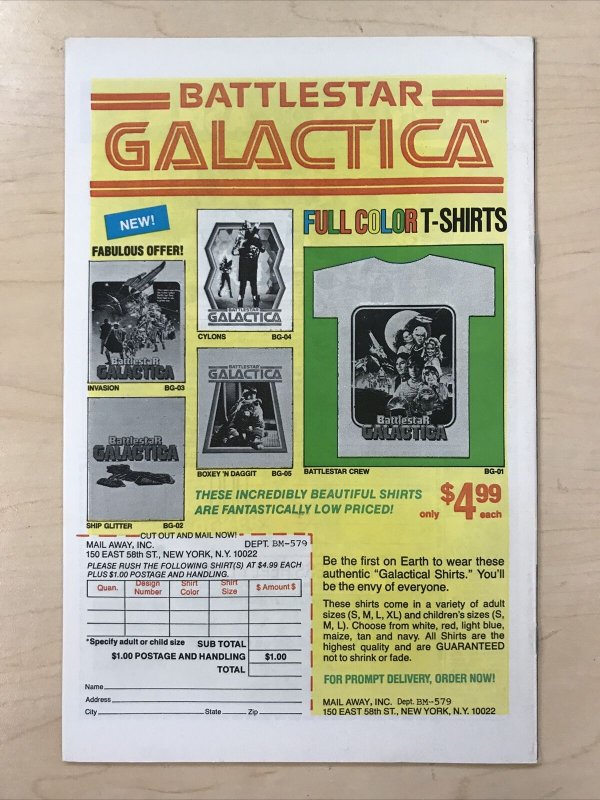 BATTLESTAR
GALACTICA™
NEW!
FABULOUS OFFER!
FULL COLOR T-SHIRTS
BATTLESTAR
GALACTICA
CYLONS BG-04
BattlestaR
GALACTICA
INVASION BG-03
BATTLESTAR
GALACTICA
BOXEY 'N DAGGIT BG-05
BattlestaR
GALACTICA
BATTLESTAR CREW BG-01
BattlestaR
GALACTICA
SHIP GLITTER BG-02
THESE INCREDIBLY BEAUTIFUL SHIRTS
ARE FANTASTICALLY LOW PRICED!
only $4.99 each
CUT OUT AND MAIL NOW!
MAIL AWAY, INC. DEPT. BM-579
150 EAST 58th ST., NEW YORK, N.Y. 10022
PLEASE RUSH THE FOLLOWING SHIRT(S) AT $4.99 EACH
PLUS $1.00 POSTAGE AND HANDLING.
Quan. Design Number Shirt Color Shirt Size $ Amount $
*Specify adult or child size SUB TOTAL
$1.00 POSTAGE AND HANDLING $1.00
TOTAL
Name
Address
City State Zip
Be the first on Earth to wear these
authentic "Galactical Shirts." You'll
be the envy of everyone.
These shirts come in a variety of adult
sizes (S, M, L, XL) and children's sizes (S,
M, L). Choose from white, red, light blue,
maize, tan and navy. All Shirts are the
highest quality and are GUARANTEED
not to shrink or fade.
FOR PROMPT DELIVERY, ORDER NOW!
MAIL AWAY, INC. Dept. BM-579
150 EAST 58th ST., NEW YORK, N.Y. 10022